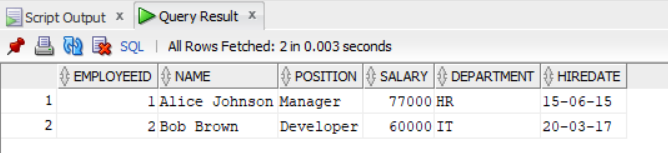 Script Output x Query Result x
SQL | All Rows Fetched: 2 in 0.003 seconds
EMPLOYEEID NAME POSITION SALARY DEPARTMENT HIREDATE
1 1 Alice Johnson Manager 77000 HR 15-06-15
2 2 Bob Brown Developer 60000 IT 20-03-17